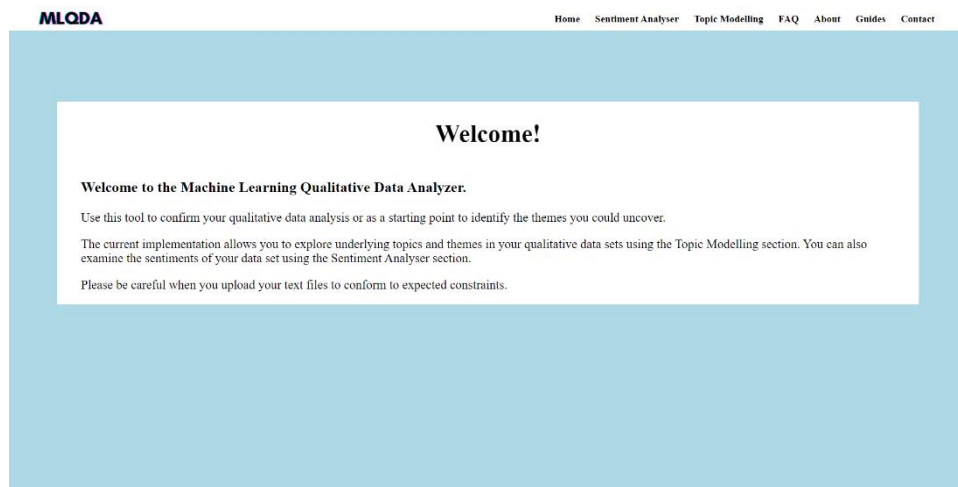 MLQDA
Home Sentiment Analyser Topic Modelling FAQ About Guides Contact
Welcome!
Welcome to the Machine Learning Qualitative Data Analyzer.
Use this tool to confirm your qualitative data analysis or as a starting point to identify the themes you could uncover.
The current implementation allows you to explore underlying topics and themes in your qualitative data sets using the Topic Modelling section. You can also
examine the sentiments of your data set using the Sentiment Analyser section.
Please be careful when you upload your text files to conform to expected constraints.